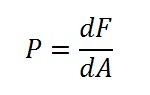 P = dF/dA